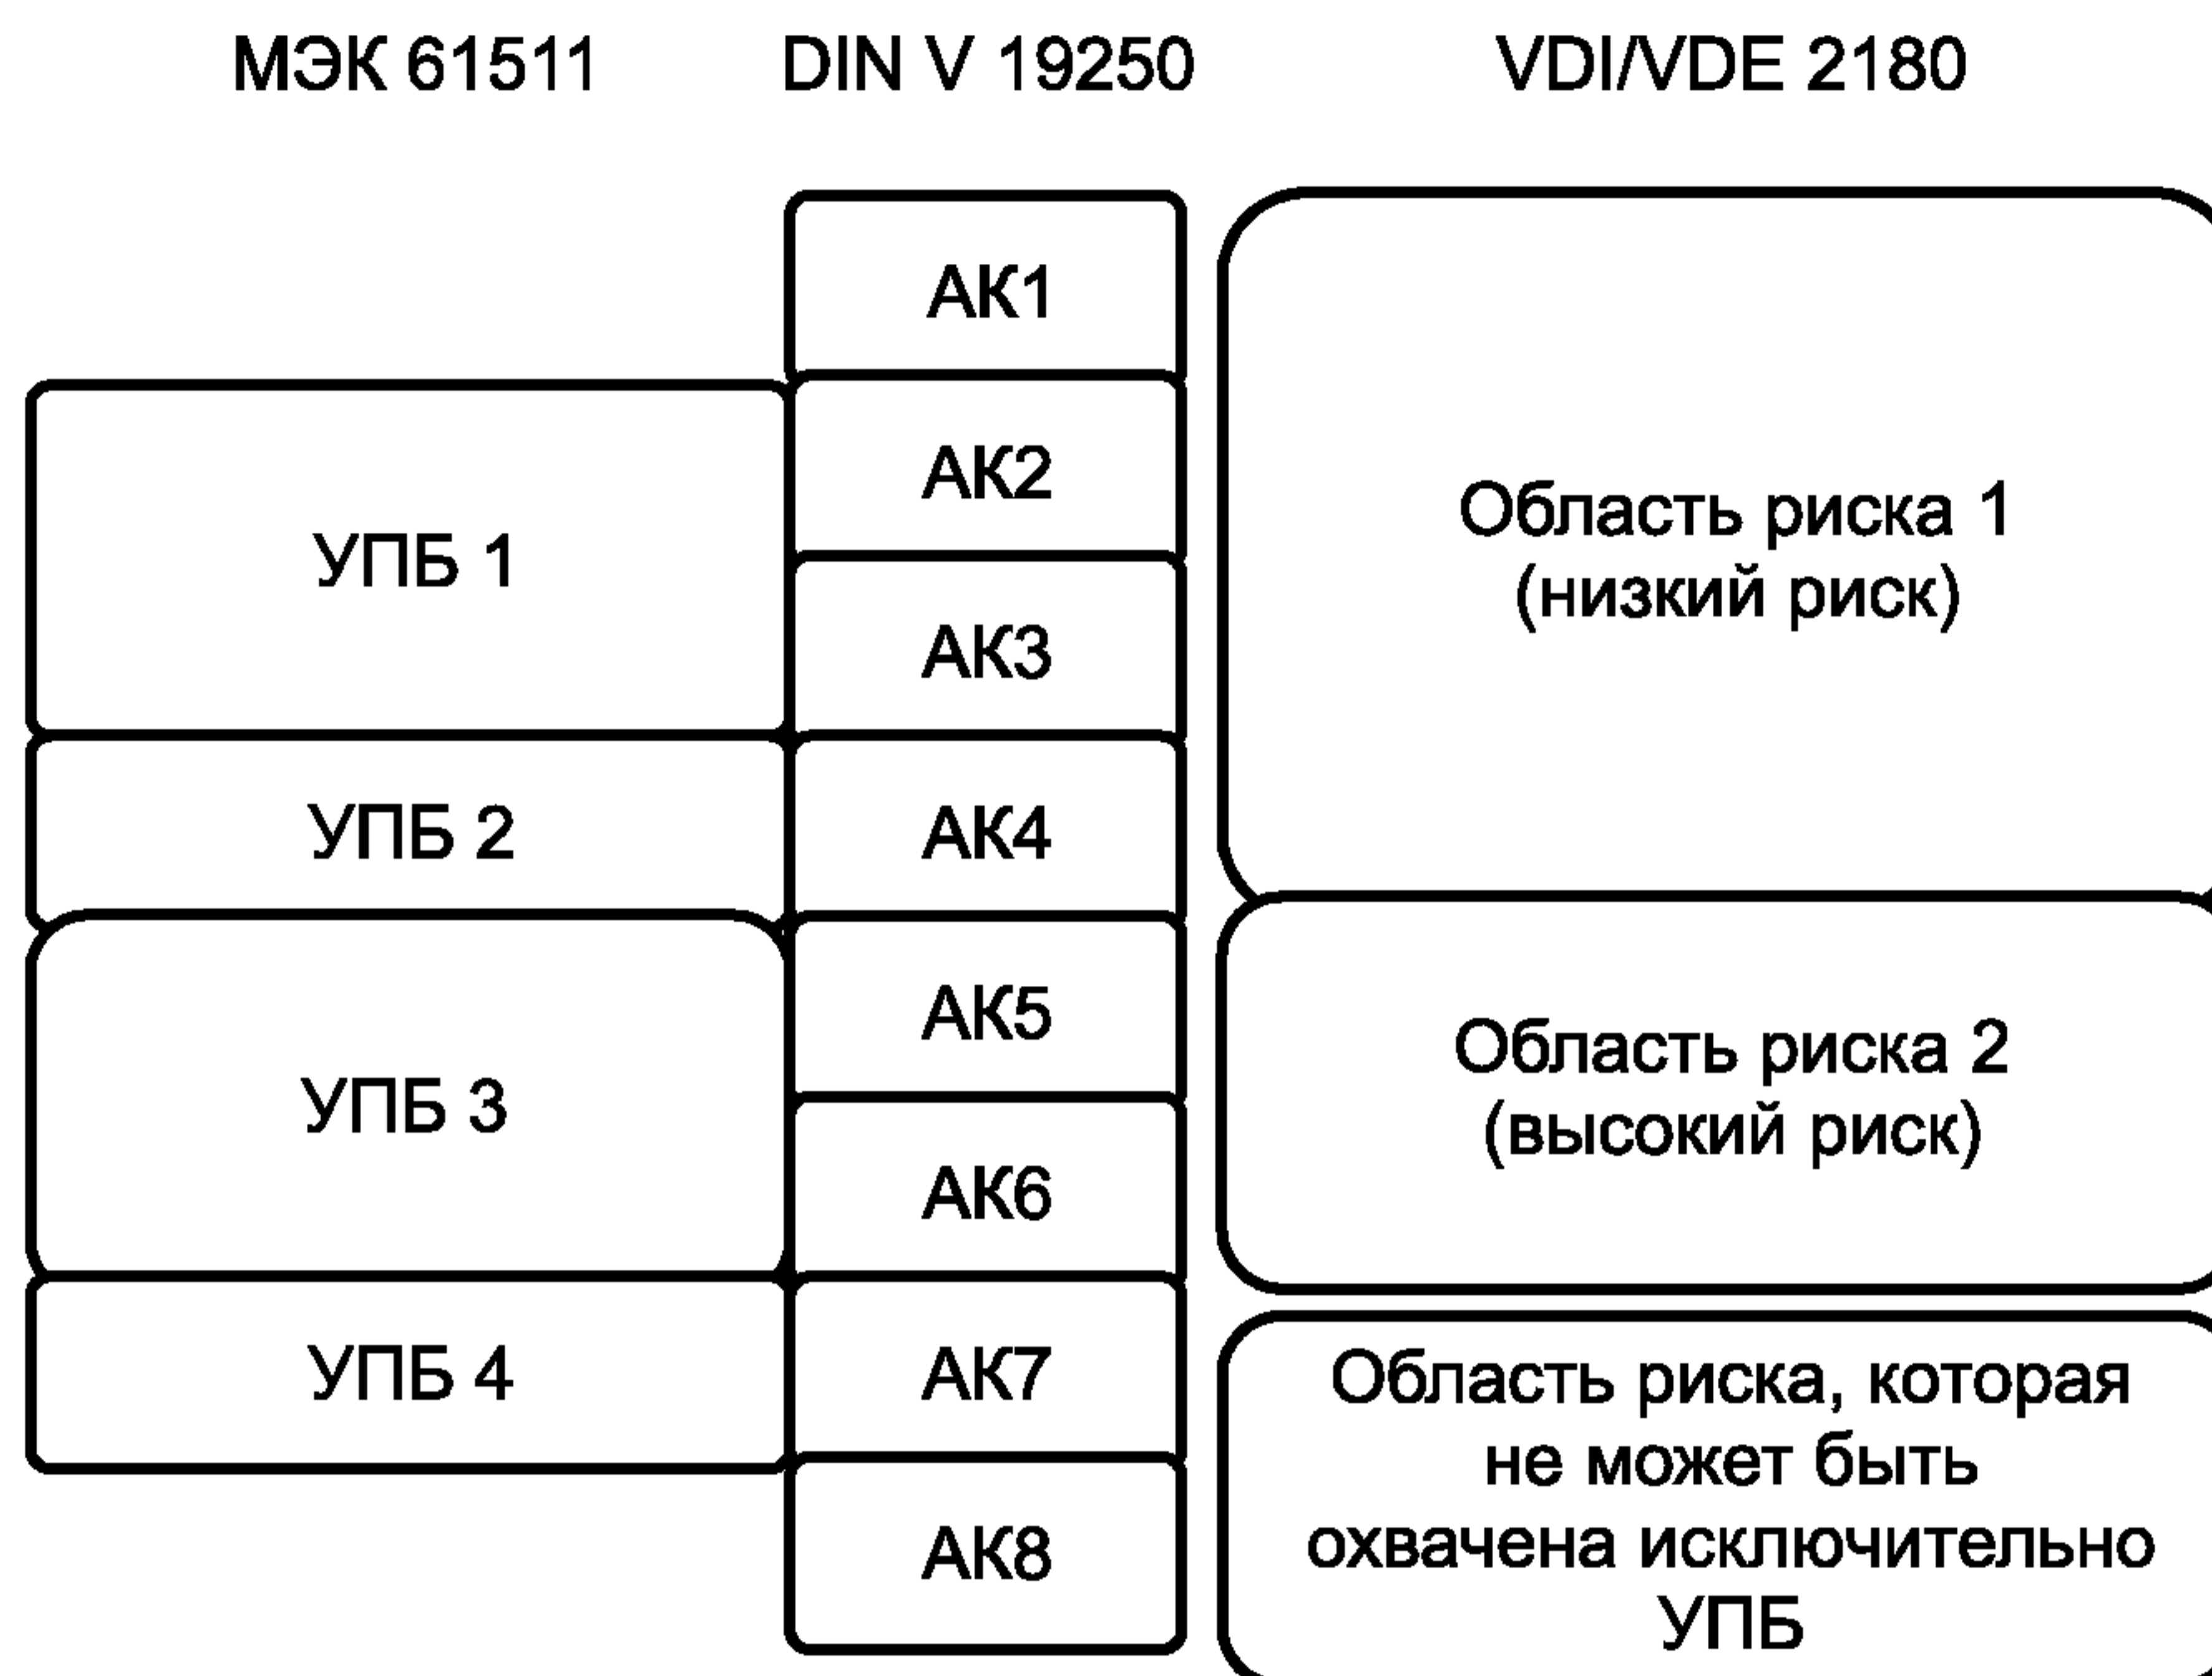 МЭК 61511
DIN V 19250
VDI/VDE 2180
АК1
УПБ 1
АК2
АК3
Область риска 1
(низкий риск)
УПБ 2
АК4
УПБ 3
АК5
АК6
Область риска 2
(высокий риск)
УПБ 4
АК7
АК8
Область риска, которая
не может быть
охвачена исключительно
УПБ